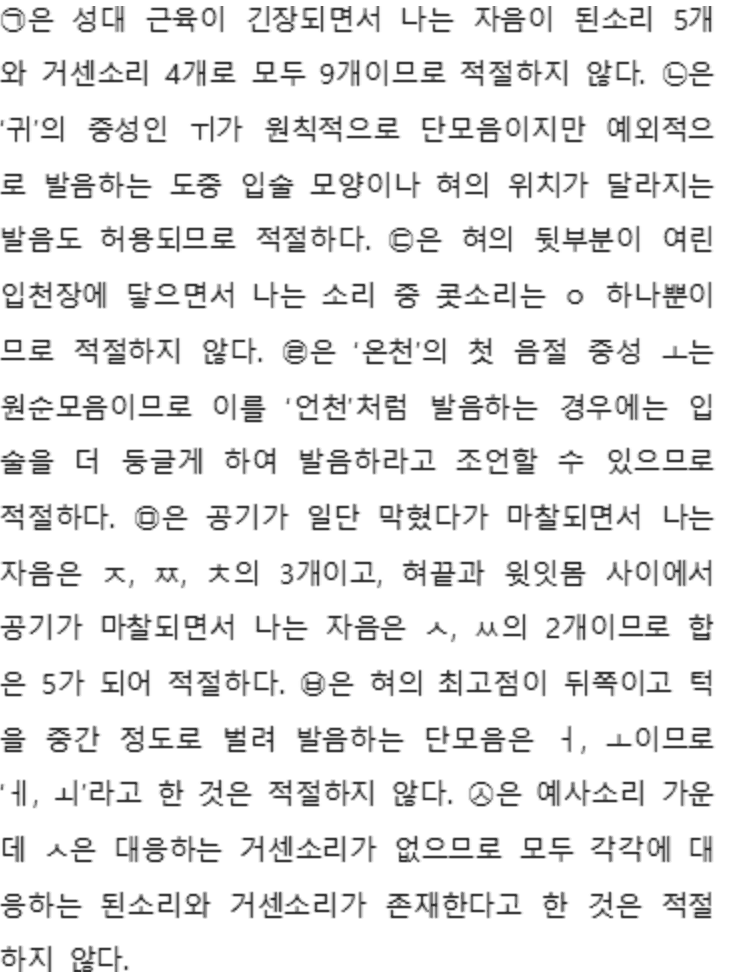 ㉠은 성대 근육이 긴장되면서 나는 자음이 된소리 5개
와 거센소리 4개로 모두 9개이므로 적절하지 않다. ㉡은
'귀'의 중성인 ㅟ가 원칙적으로 단모음이지만 예외적으
로 발음하는 도중 입술 모양이나 혀의 위치가 달라지는
발음도 허용되므로 적절하다. ㉢은 혀의 뒷부분이 여린
입천장에 닿으면서 나는 소리 중 콧소리는 ㅇ 하나뿐이
므로 적절하지 않다. ㉣은 '온천'의 첫 음절 중성 ㅗ는
원순모음이므로 이를 '언천'처럼 발음하는 경우에는 입
술을 더 둥글게 하여 발음하라고 조언할 수 있으므로
적절하다. ㉤은 공기가 일단 막혔다가 마찰되면서 나는
자음은 ㅈ, ㅉ, ㅊ의 3개이고, 혀끝과 윗잇몸 사이에서
공기가 마찰되면서 나는 자음은 ㅅ, ㅆ의 2개이므로 합
은 5가 되어 적절하다. ㉥은 혀의 최고점이 뒤쪽이고 턱
을 중간 정도로 벌려 발음하는 단모음은 ㅓ, ㅗ이므로
'ㅔ, ㅚ'라고 한 것은 적절하지 않다. ㉦은 예사소리 가운
데 ㅅ은 대응하는 거센소리가 없으므로 모두 각각에 대
응하는 된소리와 거센소리가 존재한다고 한 것은 적절
하지 않다.